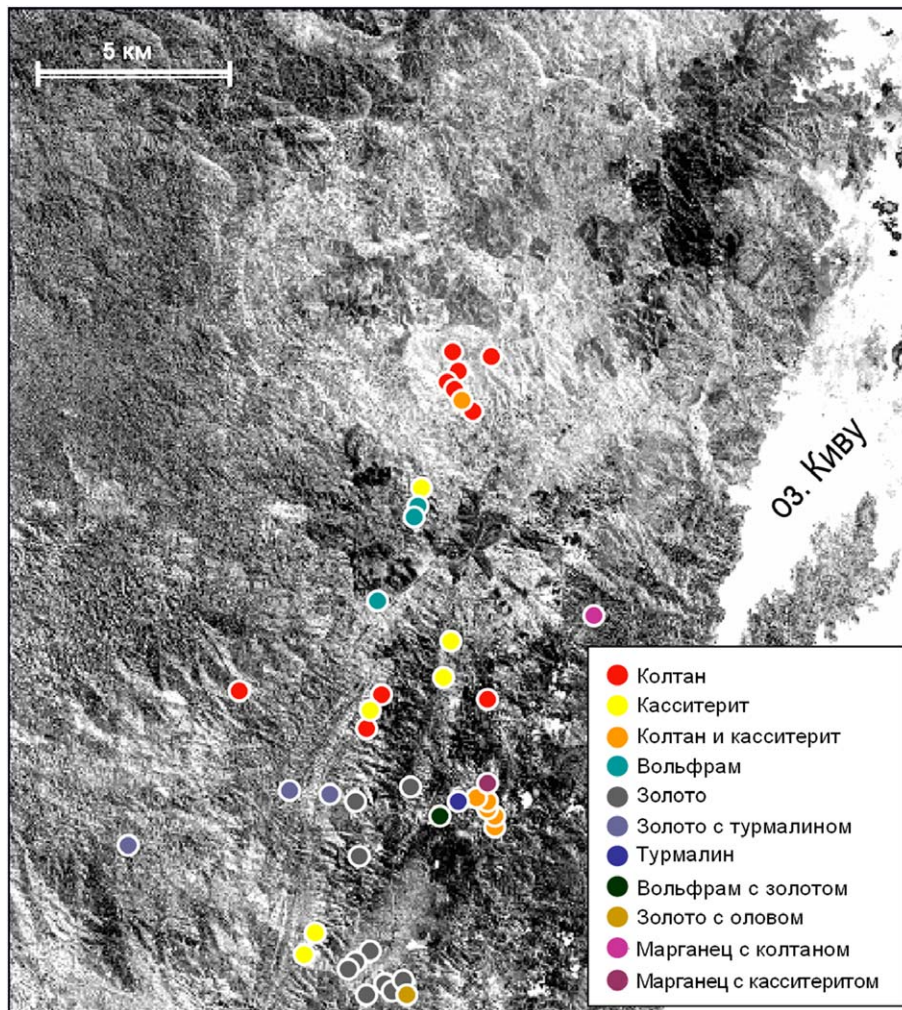 5 км
оз. Киву
Колтан
Касситерит
Колтан и касситерит
Вольфрам
Золото
Золото с турмалином
Турмалин
Вольфрам с золотом
Золото с оловом
Марганец с колтаном
Марганец с касситеритом